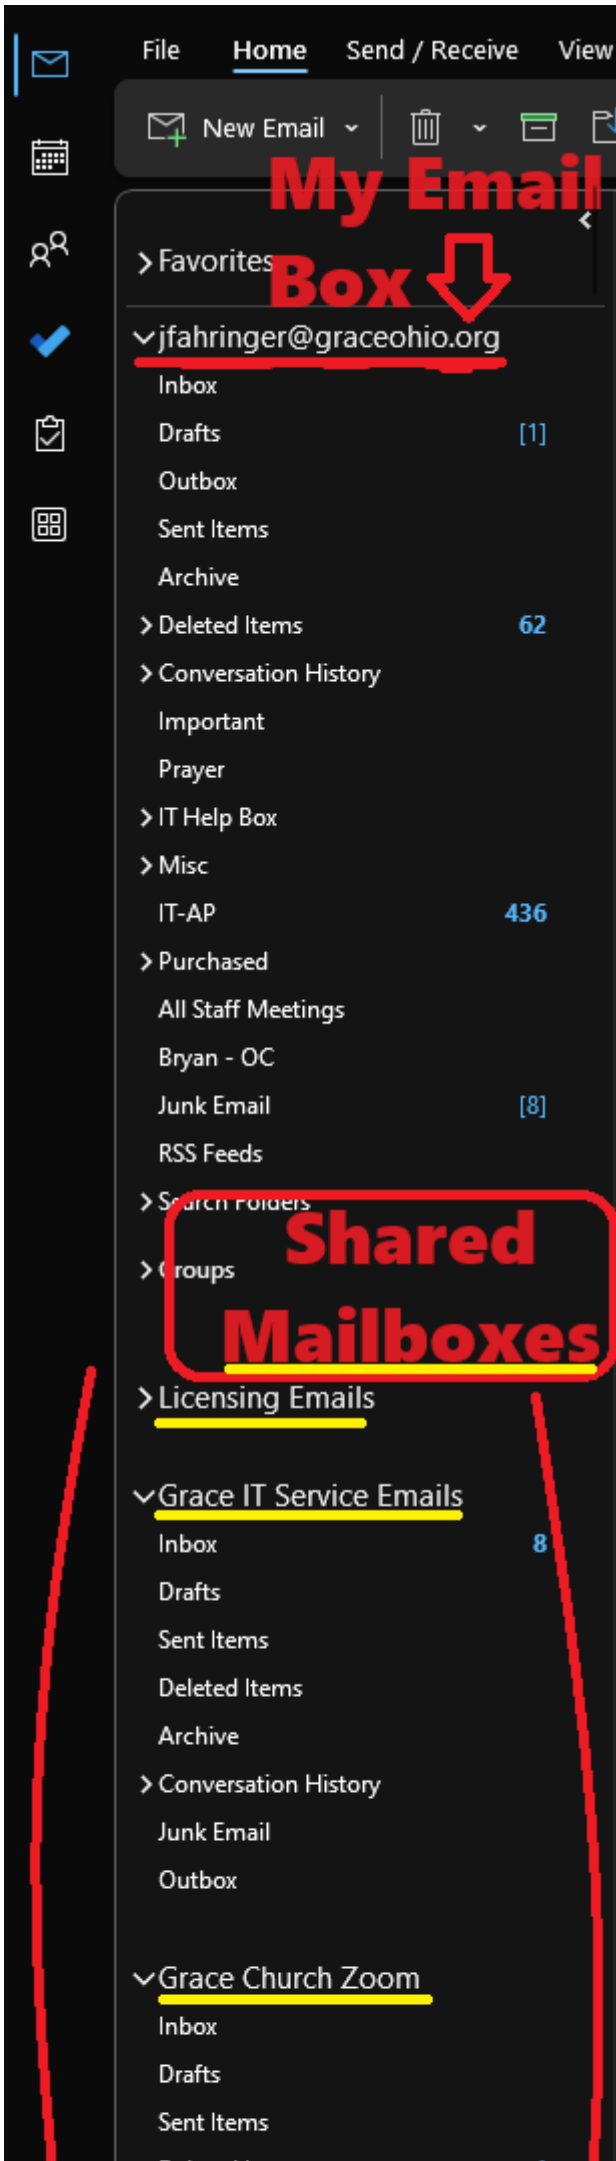 File Home Send / Receive View
New Email
My Email
Box
Favorites
jfahringer@graceohio.org
Inbox
Drafts [1]
Outbox
Sent Items
Archive
Deleted Items 62
Conversation History
Important
Prayer
IT Help Box
Misc
IT-AP 436
Purchased
All Staff Meetings
Bryan - OC
Junk Email [8]
RSS Feeds
Search Folders
Shared
Groups
Mailboxes
Licensing Emails
Grace IT Service Emails
Inbox 8
Drafts
Sent Items
Deleted Items
Archive
Conversation History
Junk Email
Outbox
Grace Church Zoom
Inbox
Drafts
Sent Items